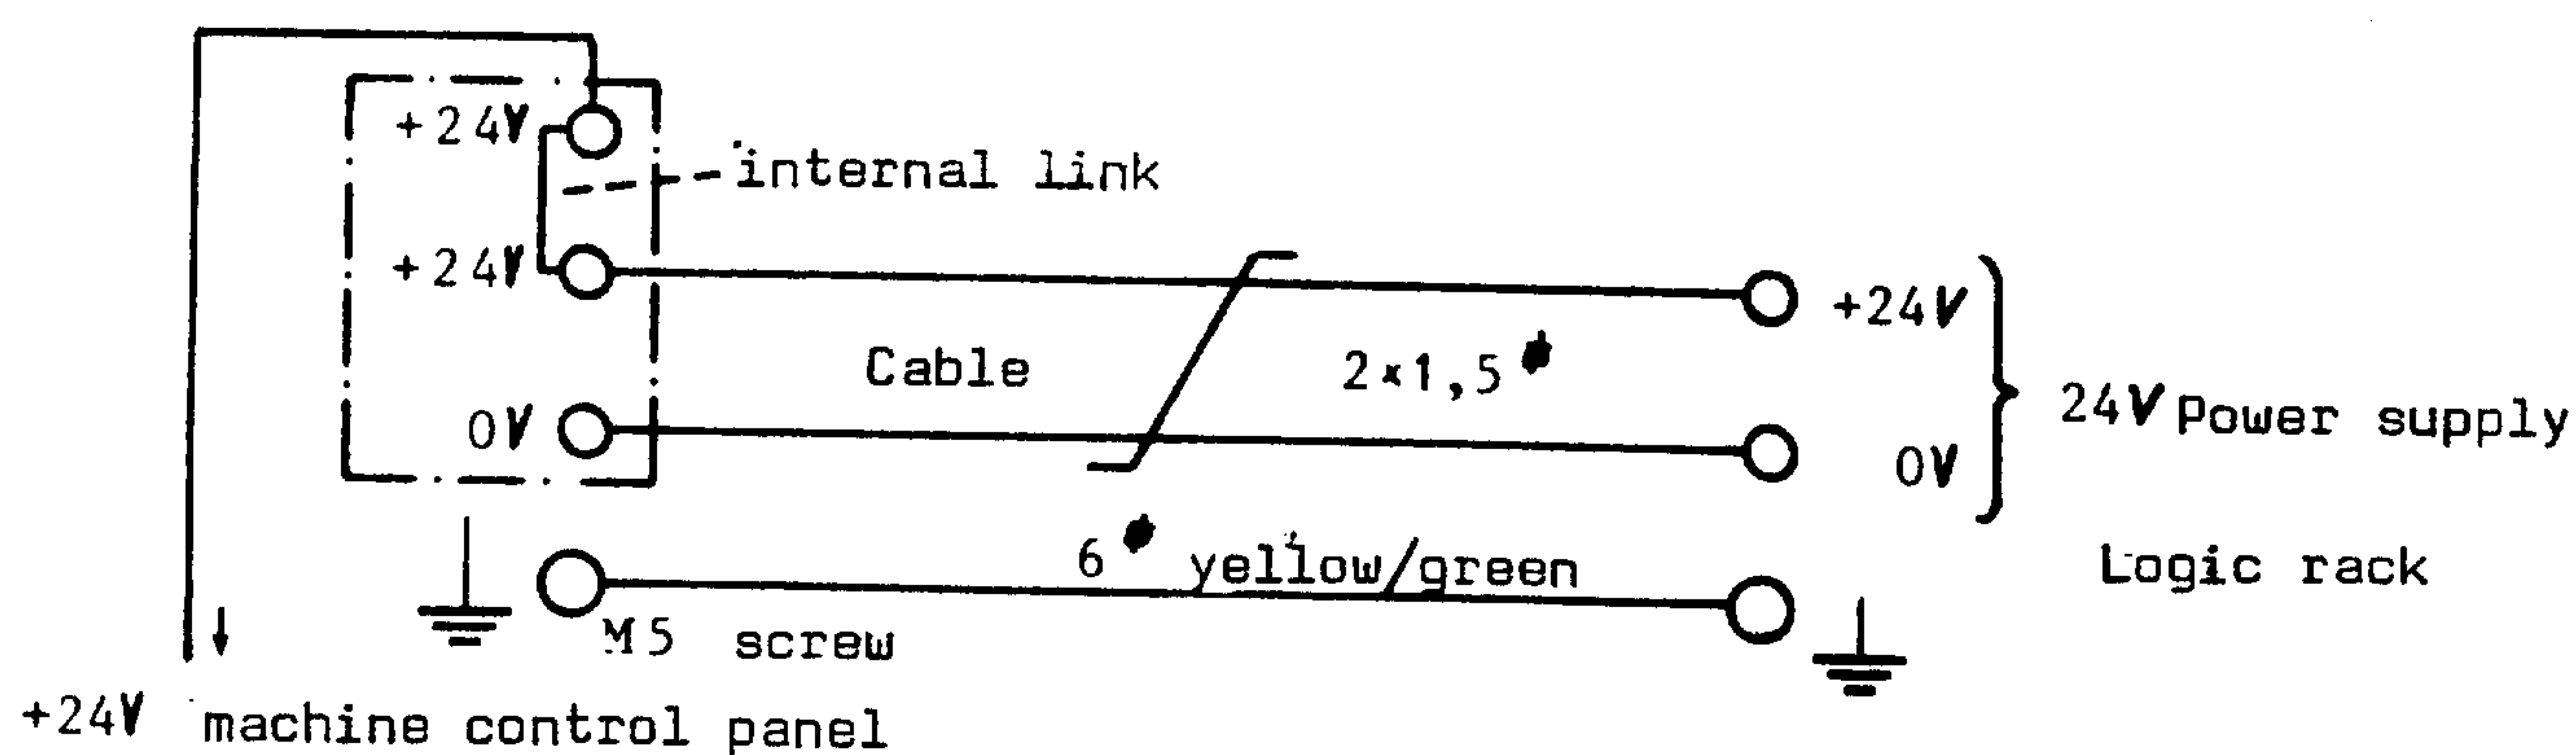 +24V
internal link
+24V
+24V
Cable
2×1,5
0V
24V Power supply
0V
6 yellow/green
Logic rack
M5 screw
+24V machine control panel